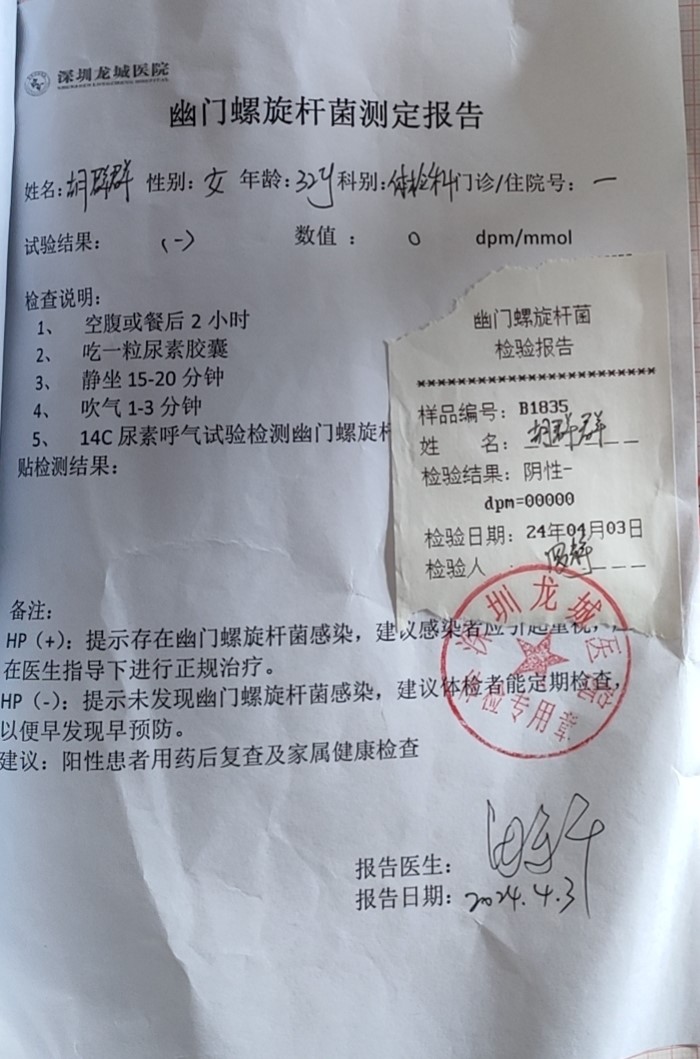 深圳龙城医院
SHENZHEN LONGCHENG HOSPITAL
幽门螺旋杆菌测定报告
姓名:胡群群 性别:女 年龄:32岁 科别:体检科 门诊/住院号:一
试验结果: (-) 数值: 0 dpm/mmol
检查说明:
1、 空腹或餐后 2 小时
2、 吃一粒尿素胶囊
3、 静坐 15-20 分钟
4、 吹气 1-3 分钟
5、 14C 尿素呼气试验检测幽门螺旋杆
贴检测结果:
幽门螺旋杆菌
检验报告
************************
样品编号: B1835
姓 名: 胡群群
检验结果: 阴性-
dpm=00000
检验日期: 24年04月03日
检验人 :
备注:
HP(+):提示存在幽门螺旋杆菌感染,建议感染者应引起重视,
在医生指导下进行正规治疗。
HP(-):提示未发现幽门螺旋杆菌感染,建议体检者能定期检查,
以便早发现早预防。
建议:阳性患者用药后复查及家属健康检查
深圳龙城医院
体检专用章
报告医生:
报告日期: 2024.4.3